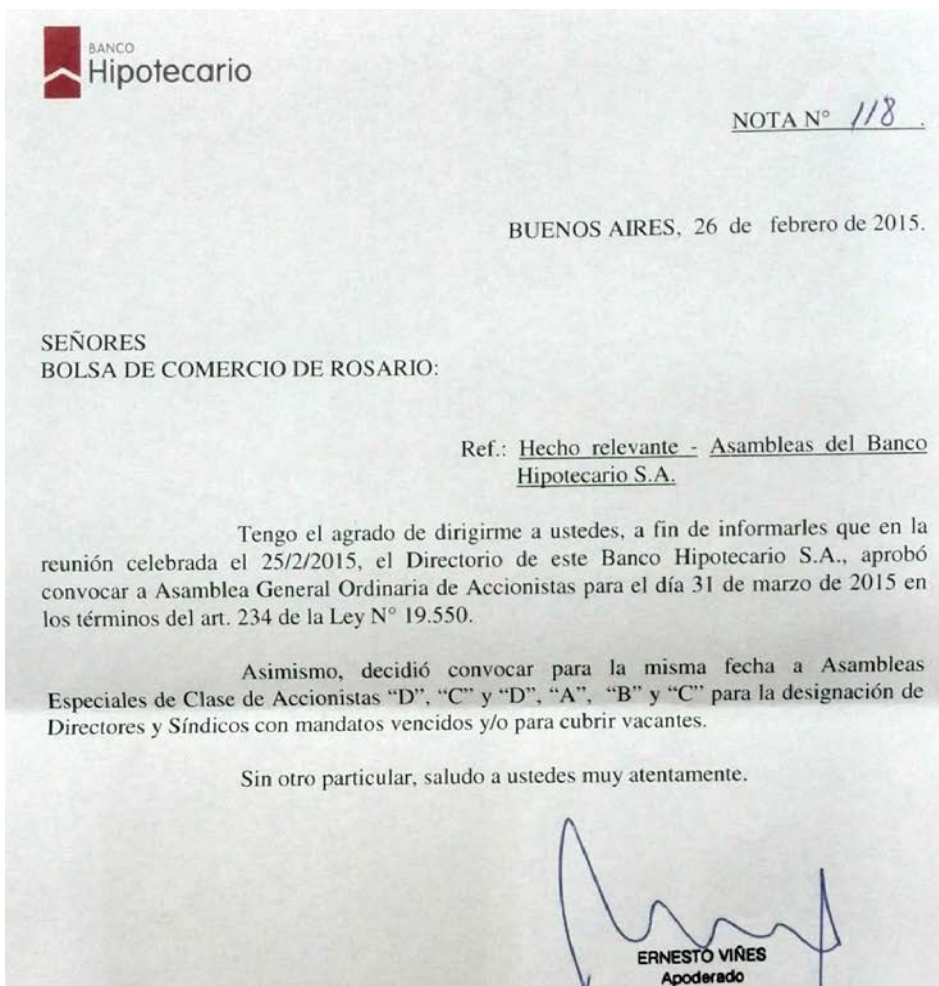 BANCO
Hipotecario
NOTA N° 118 .
BUENOS AIRES, 26 de febrero de 2015.
SEÑORES
BOLSA DE COMERCIO DE ROSARIO:
Ref.: Hecho relevante - Asambleas del Banco
Hipotecario S.A.
Tengo el agrado de dirigirme a ustedes, a fin de informarles que en la
reunión celebrada el 25/2/2015, el Directorio de este Banco Hipotecario S.A., aprobó
convocar a Asamblea General Ordinaria de Accionistas para el día 31 de marzo de 2015 en
los términos del art. 234 de la Ley N° 19.550.
Asimismo, decidió convocar para la misma fecha a Asambleas
Especiales de Clase de Accionistas “D”, “C” y “D”, “A”, “B” y “C” para la designación de
Directores y Síndicos con mandatos vencidos y/o para cubrir vacantes.
Sin otro particular, saludo a ustedes muy atentamente.
ERNESTO VIÑES
Apoderado